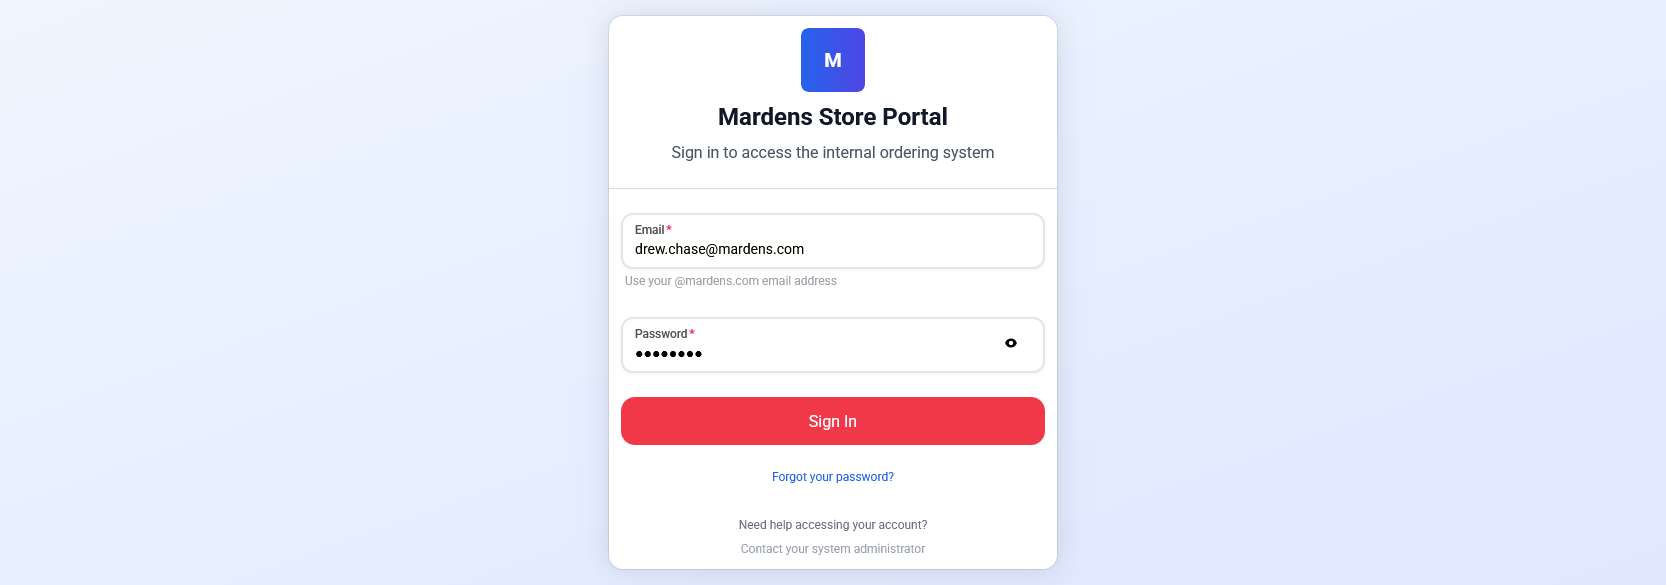 M
Mardens Store Portal
Sign in to access the internal ordering system
Email*
drew.chase@mardens.com
Use your @mardens.com email address
Password*
●●●●●●●●
Sign In
Forgot your password?
Need help accessing your account?
Contact your system administrator